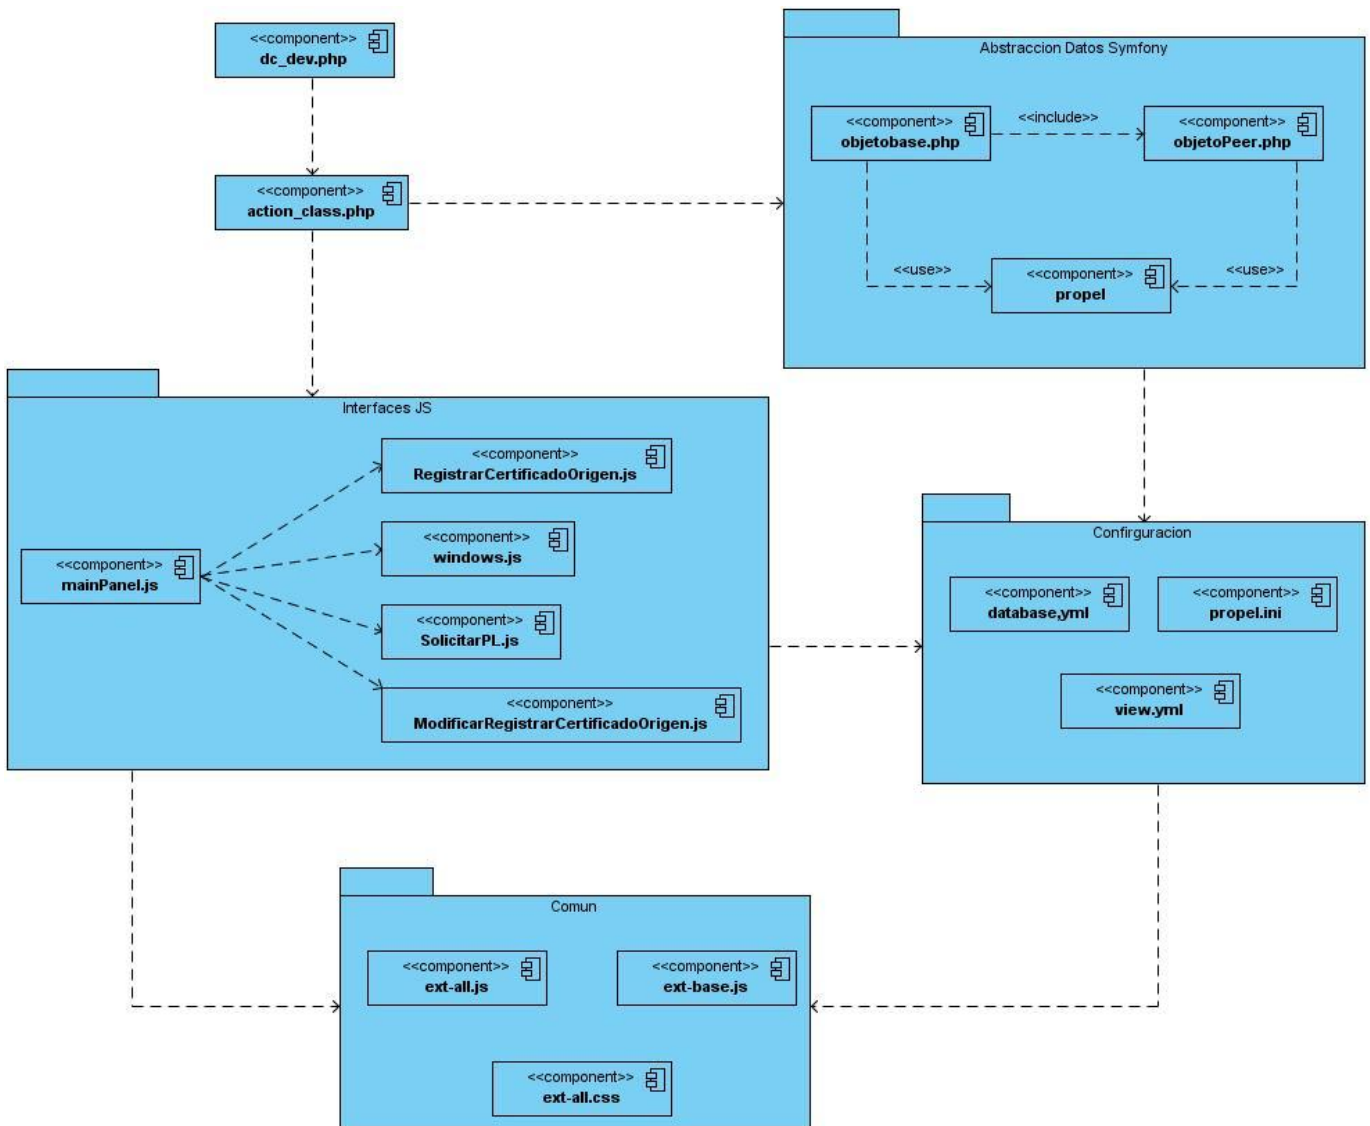 <<component>>
dc_dev.php
Abstraccion Datos Symfony
<<component>>
objetobase.php
<<include>>
<<component>>
objetoPeer.php
<<component>>
action_class.php
<<use>>
<<component>>
propel
<<use>>
Interfaces JS
<<component>>
RegistrarCertificadoOrigen.js
<<component>>
windows.js
<<component>>
mainPanel.js
<<component>>
SolicitarPL.js
<<component>>
ModificarRegistrarCertificadoOrigen.js
Confirguracion
<<component>>
database,yml
<<component>>
propel.ini
<<component>>
view.yml
Comun
<<component>>
ext-all.js
<<component>>
ext-base.js
<<component>>
ext-all.css